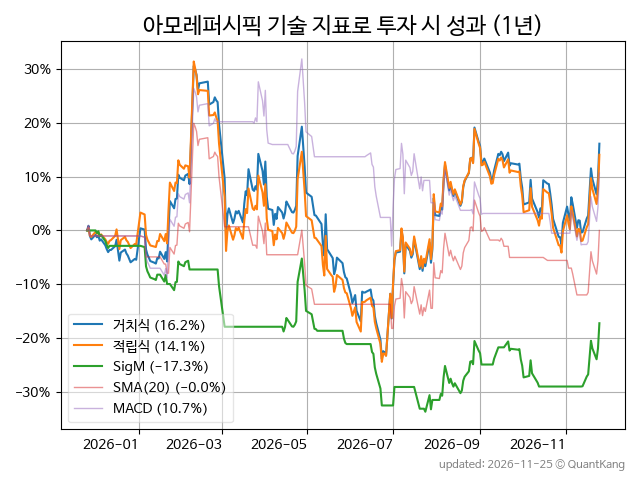 아모레퍼시픽 기술 지표로 투자 시 성과 (1년)
30%
20%
10%
0%
−10%
−20%
−30%
거치식 (16.2%)
적립식 (14.1%)
SigM (−17.3%)
SMA(20) (−0.0%)
MACD (10.7%)
2026-01
2026-03
2026-05
2026-07
2026-09
2026-11
updated: 2026-11-25 © QuantKang